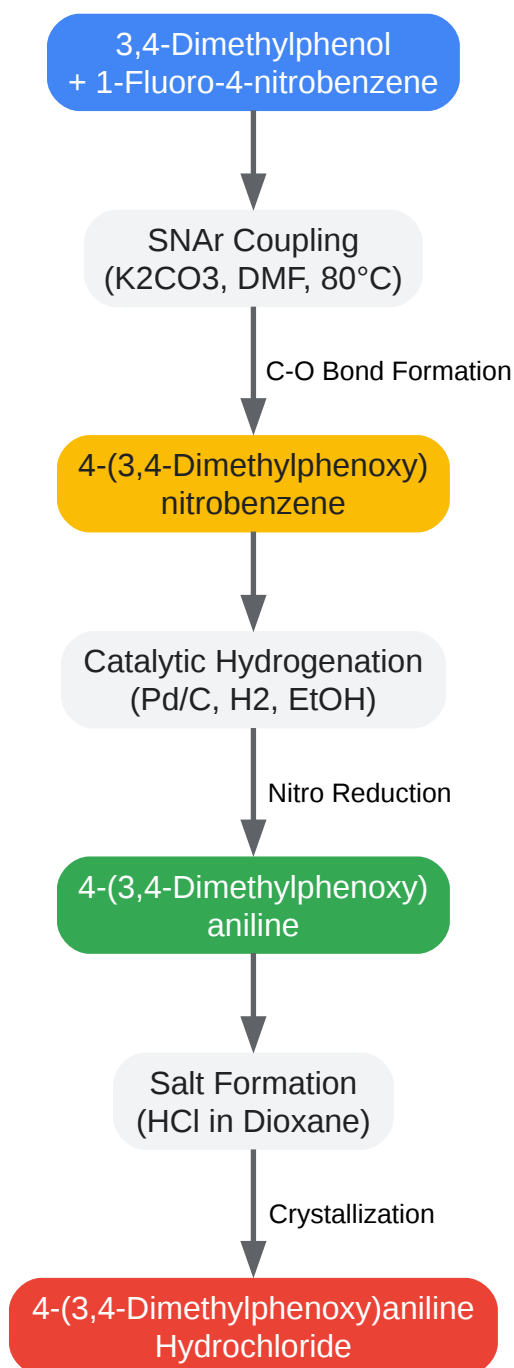 3,4-Dimethylphenol
+ 1-Fluoro-4-nitrobenzene
SNAr Coupling
(K2CO3, DMF, 80°C)
C-O Bond Formation
4-(3,4-Dimethylphenoxy)
nitrobenzene
Catalytic Hydrogenation
(Pd/C, H2, EtOH)
Nitro Reduction
4-(3,4-Dimethylphenoxy)
aniline
Salt Formation
(HCl in Dioxane)
Crystallization
4-(3,4-Dimethylphenoxy)aniline
Hydrochloride